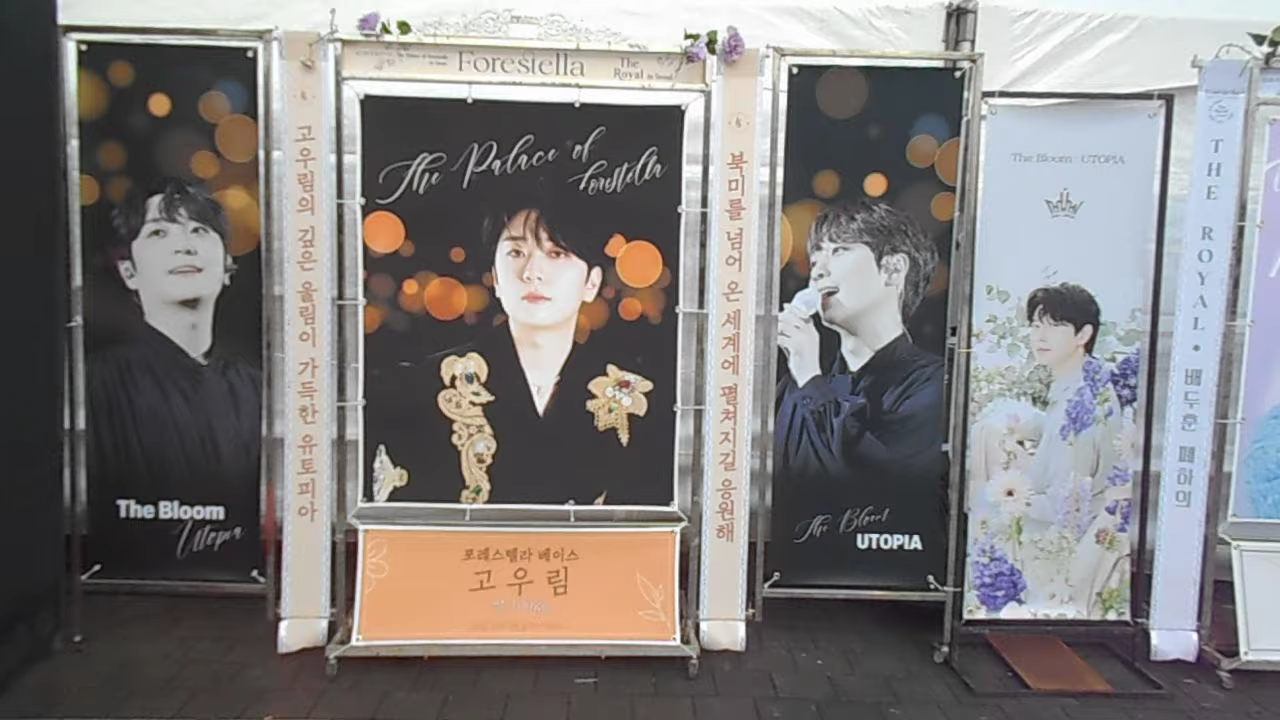 The Bloom
Utopia
고우림의 깊은 울림이 가득한 유토피아
Forestella
The
Royal in Seoul
The Palace of
Forestella
포레스텔라 베이스
고우림
북미를 넘어 온 세계에 펼쳐지길 응원해
The Bloom
UTOPIA
The Bloom : UTOPIA
THE ROYAL • 배두훈 폐하의